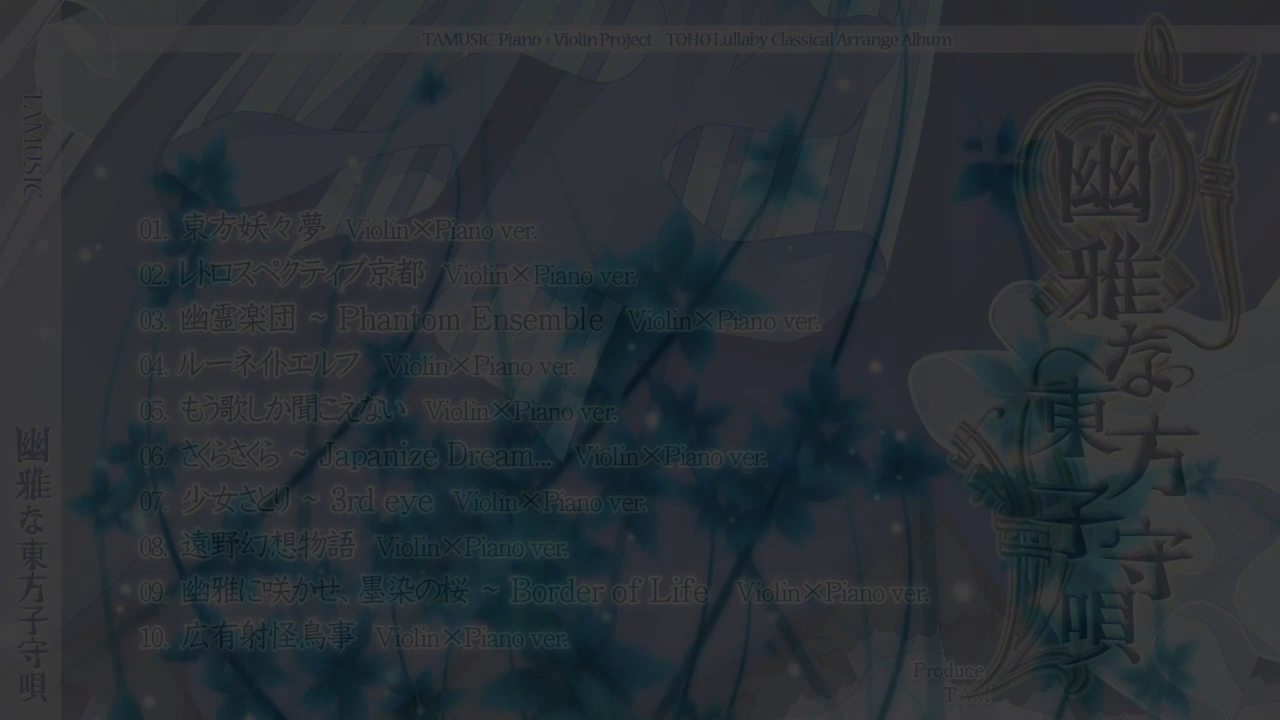 TAMUSIC Piano・Violin Project TOHO Lullaby Classical Arrange Album
TAMUSIC
幽雅な東方子守唄
幽雅な東方子守唄
01. 東方妖々夢 Violin×Piano ver.
02. レトロスペクティブ京都 Violin×Piano ver.
03. 幽霊楽団 ~ Phantom Ensemble Violin×Piano ver.
04. ルーネイトエルフ Violin×Piano ver.
05. もう歌しか聞こえない Violin×Piano ver.
06. さくらさくら ~ Japanize Dream... Violin×Piano ver.
07. 少女さとり ~ 3rd eye Violin×Piano ver.
08. 遠野幻想物語 Violin×Piano ver.
09. 幽雅に咲かせ、墨染の桜 ~ Border of Life Violin×Piano ver.
10. 広有射怪鳥事 Violin×Piano ver.
Produce
TAM